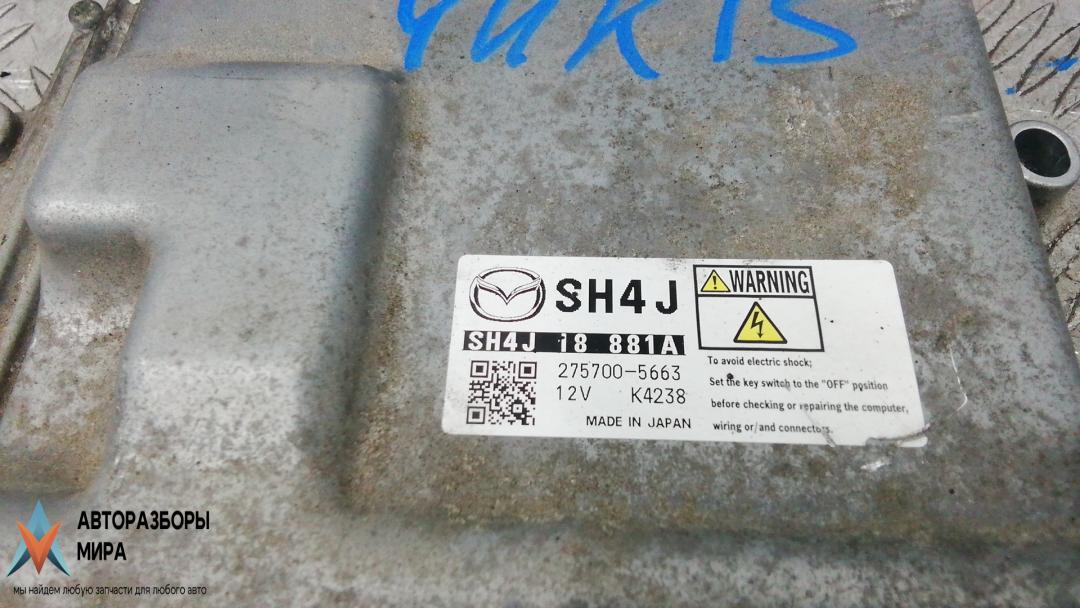 SH4J
SH4J 18 881A
275700-5663
12V K4238
MADE IN JAPAN
WARNING
To avoid electric shock;
Set the key switch to the "OFF" position
before checking or repairing the computer,
wiring or/and connectors.
АВТОРАЗБОРЫ
МИРА
мы найдем любую запчасти для любого авто